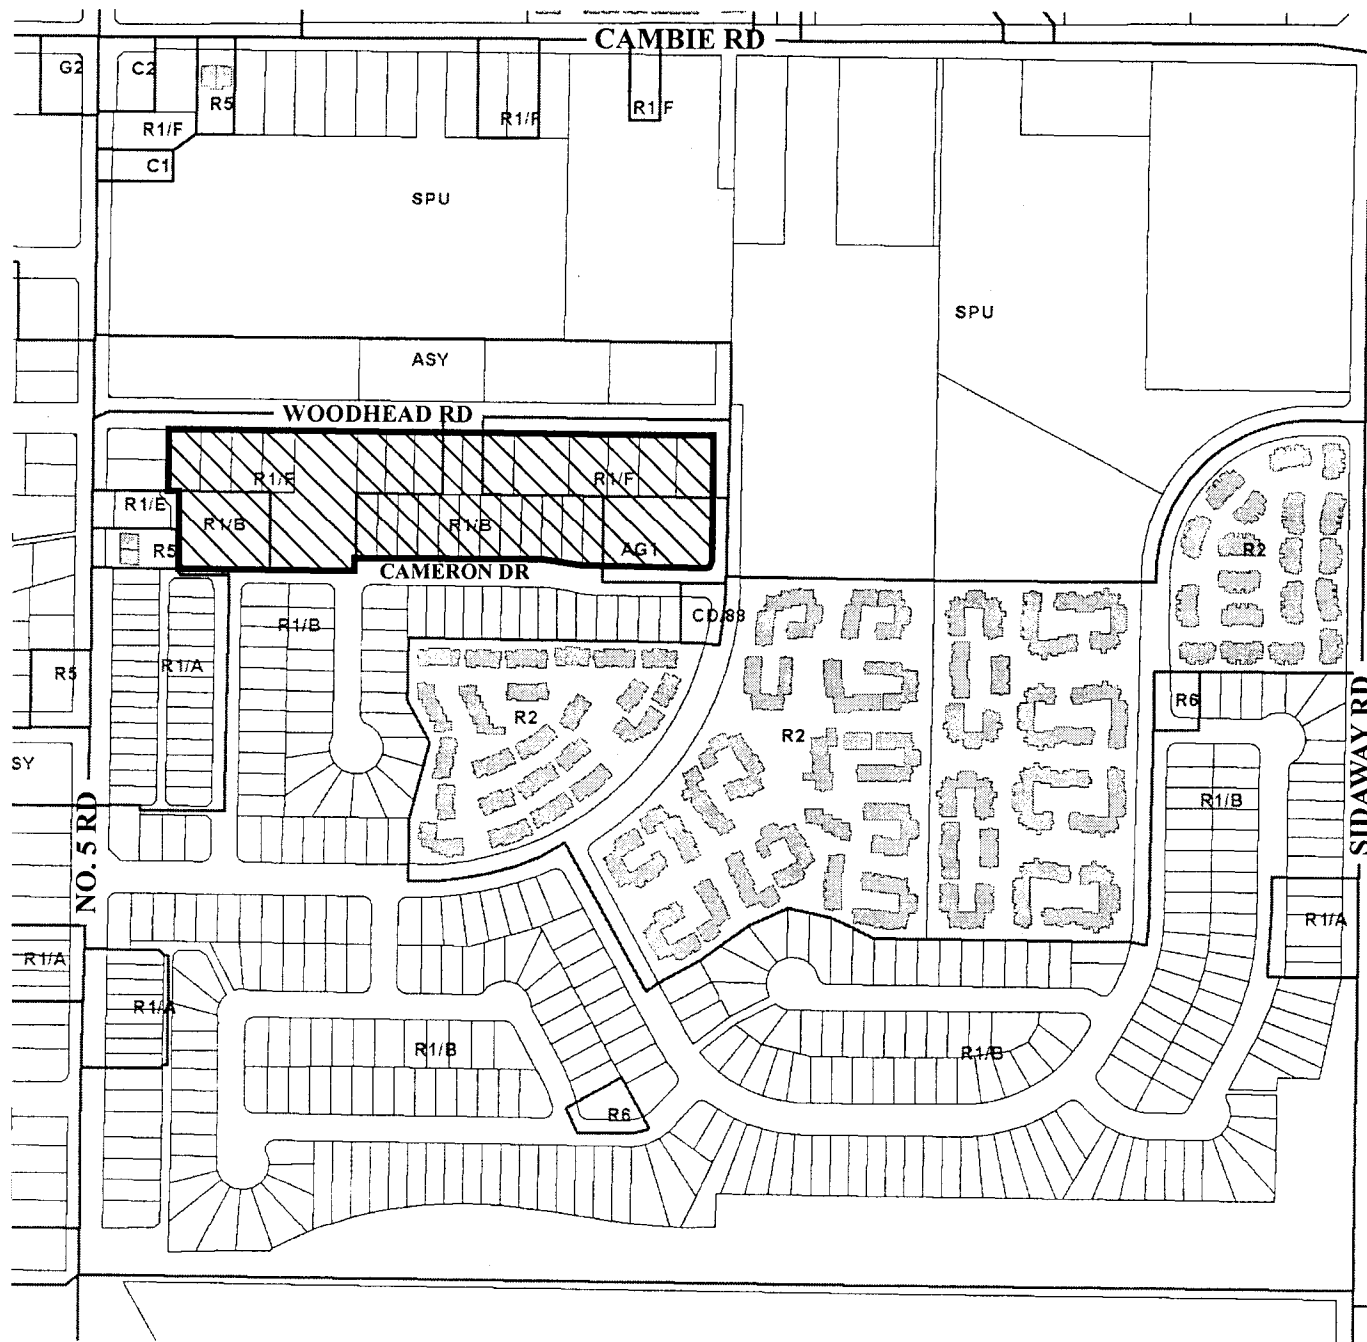 CAMBIE RD
G2
C2
R5
R1/F
R1/F
R1/F
C1
SPU
SPU
ASY
WOODHEAD RD
R1/F
R1/F
R1/E
R1/B
R1/B
R5
AG1
R2
CAMERON DR
CD/88
R1/B
R1/A
R5
R2
R2
R6
SY
R1/B
NO. 5 RD
SIDAWAY RD
R1/A
R1/A
R1/A
R1/B
R1/B
R6